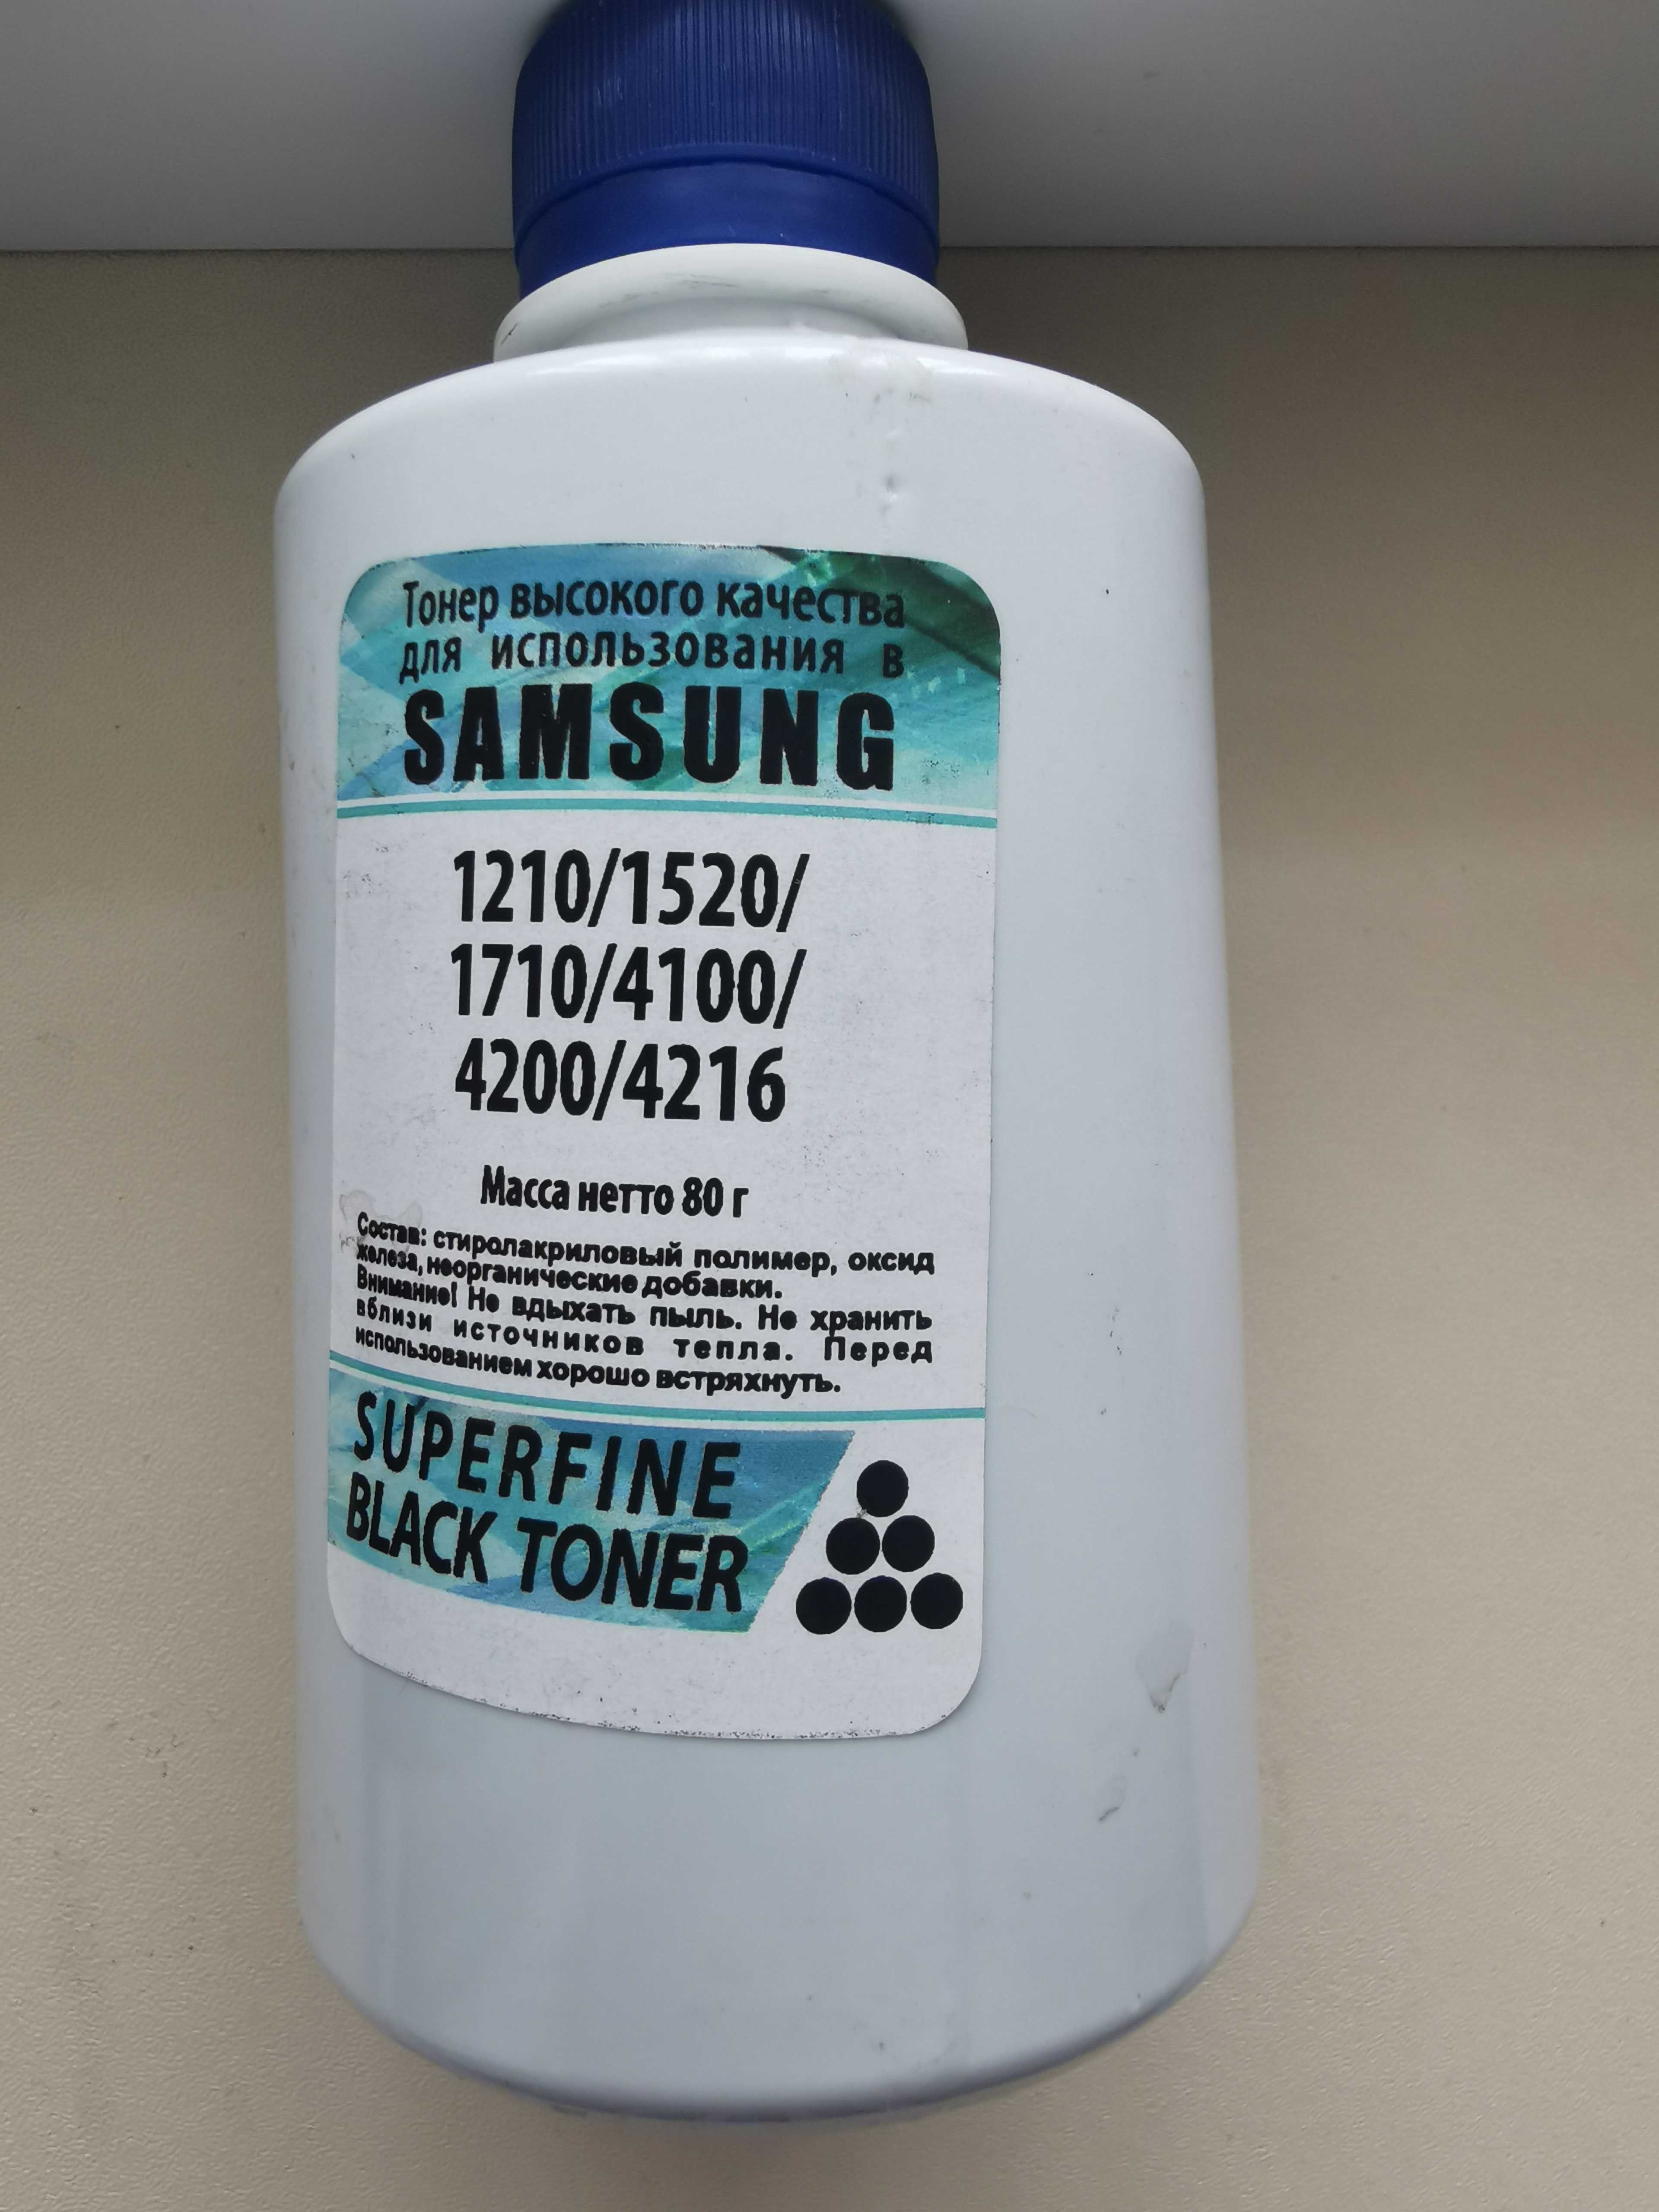 Тонер высокого качества
для использования в
SAMSUNG
1210/1520/
1710/4100/
4200/4216
Масса нетто 80 г
Состав: стиролакриловый полимер, оксид
железа, неорганические добавки.
Внимание! Не вдыхать пыль. Не хранить
вблизи источников тепла. Перед
использованием хорошо встряхнуть.
SUPERFINE
BLACK TONER